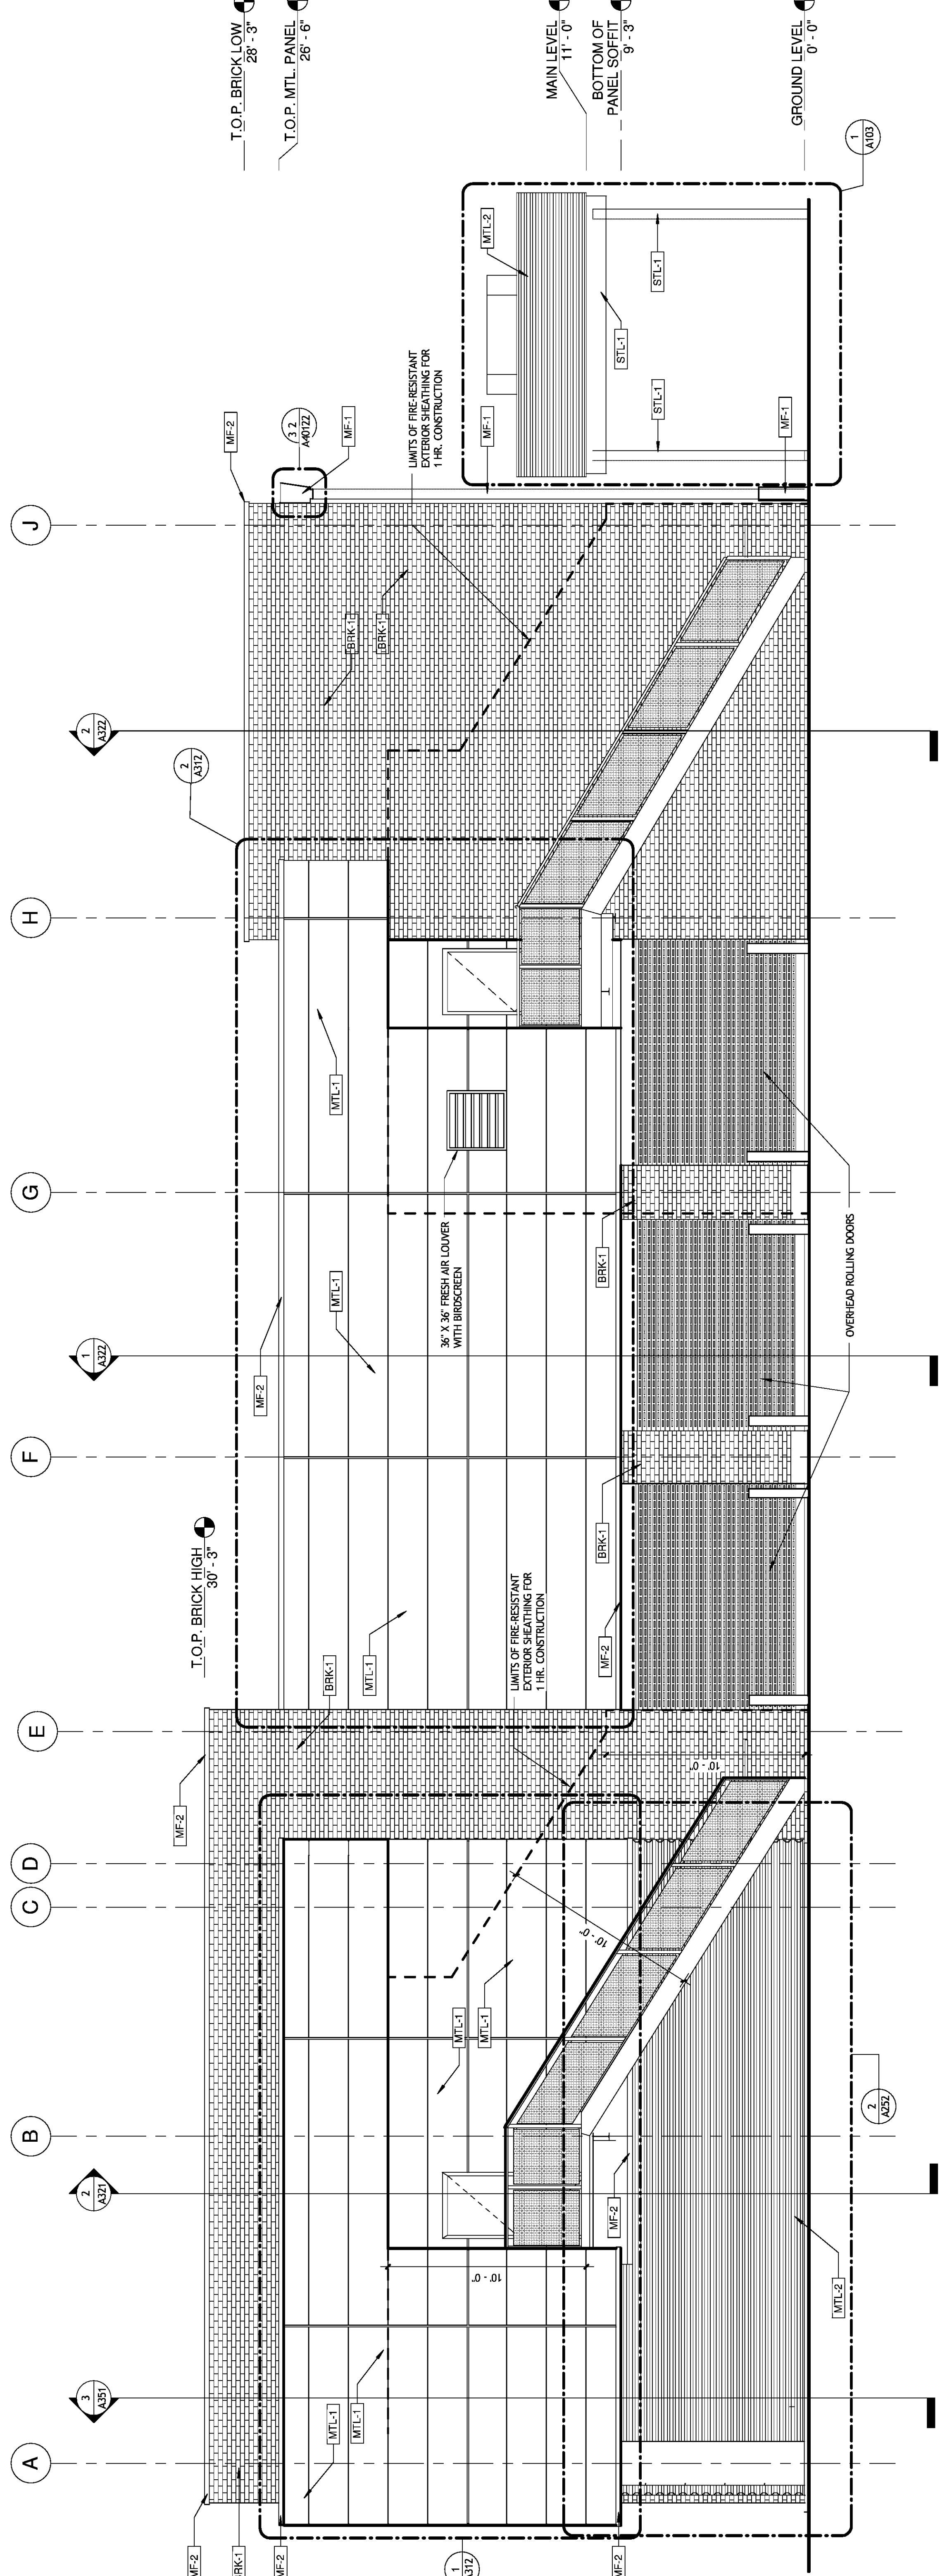 A
B
C
D
E
F
G
H
J
3
A351
2
A321
1
A322
2
A322
T.O.P. BRICK HIGH
30' - 3"
T.O.P. BRICK LOW
28' - 3"
T.O.P. MTL. PANEL
26' - 6"
MAIN LEVEL
11' - 0"
BOTTOM OF
PANEL SOFFIT
9' - 3"
GROUND LEVEL
0' - 0"
MF-2
BRK-1
MF-2
MF-2
1
MTL-1
MTL-1
MF-2
BRK-1
MTL-1
MTL-1
MF-2
MTL-2
10' - 0"
10' - 0"
10' - 0"
2
A252
LIMITS OF FIRE-RESISTANT
EXTERIOR SHEATHING FOR
1 HR. CONSTRUCTION
MTL-1
MF-2
BRK-1
MF-2
MTL-1
36" X 36" FRESH AIR LOUVER
WITH BIRDSCREEN
BRK-1
OVERHEAD ROLLING DOORS
MTL-1
2
A312
BRK-1
BRK-1
LIMITS OF FIRE-RESISTANT
EXTERIOR SHEATHING FOR
1 HR. CONSTRUCTION
MF-2
MF-1
MF-1
MF-1
MTL-2
STL-1
STL-1
STL-1
1
A103